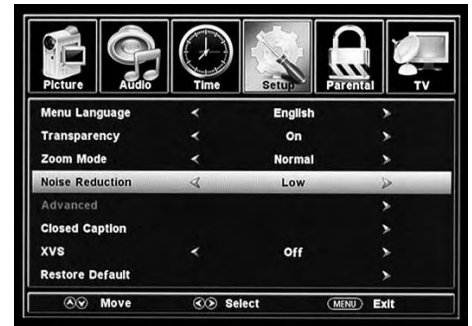 Picture Audio Time Setup Parental TV
Menu Language English
Transparency On
Zoom Mode Normal
Noise Reduction Low
Advanced
Closed Caption
XVS Off
Restore Default
Move Select MENU Exit